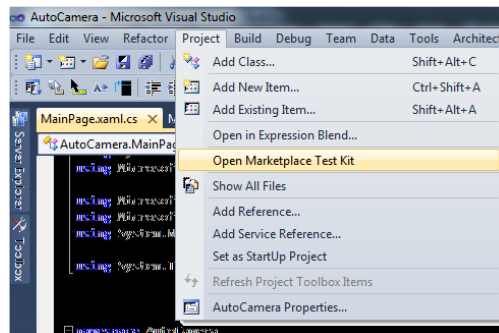 AutoCamera - Microsoft Visual Studio
File Edit View Refactor Project Build Debug Team Data Tools Architect
Add Class... Shift+Alt+C
Add New Item... Ctrl+Shift+A
Add Existing Item... Shift+Alt+A
MainPage.xaml.cs
Open in Expression Blend...
AutoCamera.MainPag
Open Marketplace Test Kit
Server Explorer
Show All Files
Add Reference...
Add Service Reference...
Toolbox
Set as StartUp Project
Refresh Project Toolbox Items
AutoCamera Properties...